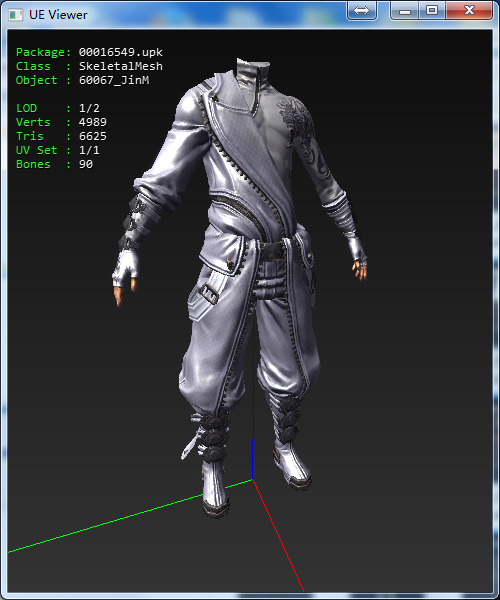 UE Viewer
Package: 00016549.upk
Class : SkeletalMesh
Object : 60067_JinM
LOD : 1/2
Verts : 4989
Tris : 6625
UV Set : 1/1
Bones : 90